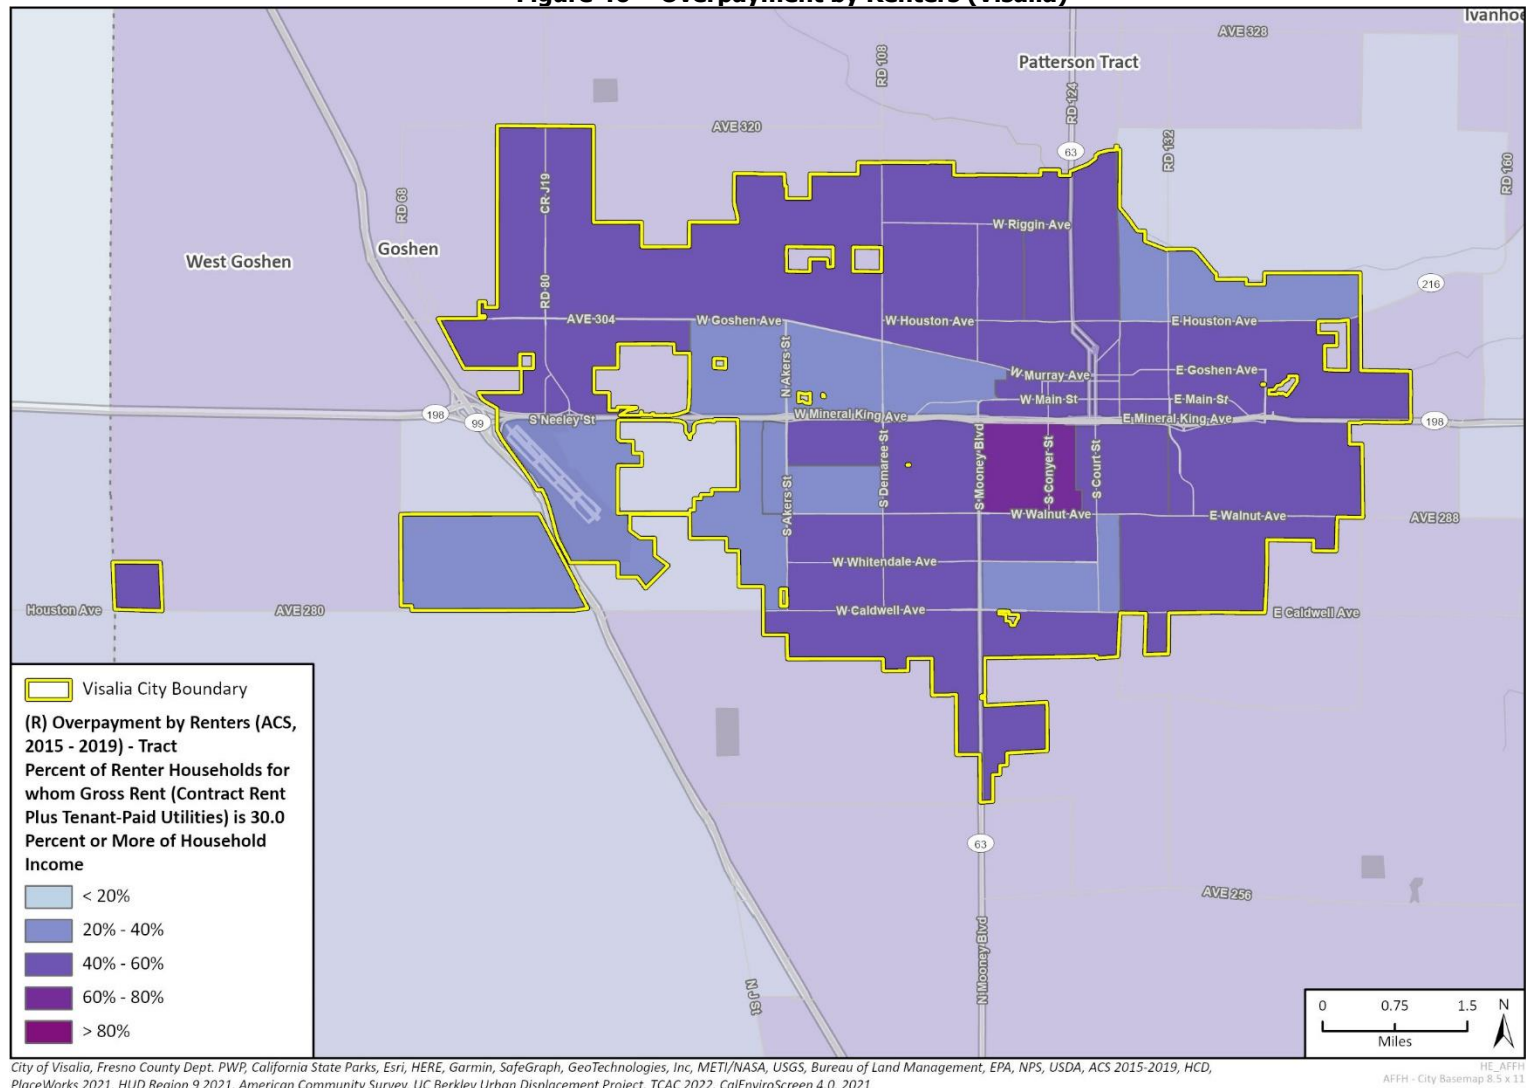 Figure 46 – Overpayment by Renters (Visalia)
Ivanhoe
AVE 328
Patterson Tract
RD 108
RD 124
AVE 320
63
RD 132
RD 160
CR J19
RD 68
W Riggin Ave
Goshen
West Goshen
216
RD 80
AVE 304
W Goshen Ave
W Houston Ave
E Houston Ave
N Akers St
W Murray Ave
E Goshen Ave
W Main St
E Main St
198
99
S Neeley St
W Mineral King Ave
E Mineral King Ave
198
S Demaree St
S Mooney Blvd
S Conyer St
S Court St
S Akers St
W Walnut Ave
E Walnut Ave
AVE 288
W Whitendale Ave
Houston Ave
AVE 280
W Caldwell Ave
E Caldwell Ave
Visalia City Boundary
(R) Overpayment by Renters (ACS,
2015 - 2019) - Tract
Percent of Renter Households for
whom Gross Rent (Contract Rent
Plus Tenant-Paid Utilities) is 30.0
Percent or More of Household
Income
< 20%
20% - 40%
40% - 60%
60% - 80%
> 80%
63
AVE 256
N Mooney Blvd
N J St
0 0.75 1.5 N
Miles
City of Visalia, Fresno County Dept. PWP, California State Parks, Esri, HERE, Garmin, SafeGraph, GeoTechnologies, Inc, METI/NASA, USGS, Bureau of Land Management, EPA, NPS, USDA, ACS 2015-2019, HCD,
PlaceWorks 2021, HUD Region 9 2021, American Community Survey, UC Berkley Urban Displacement Project, TCAC 2022, CalEnviroScreen 4.0, 2021
HE_AFFH
AFFH - City Basemap 8.5 x 11